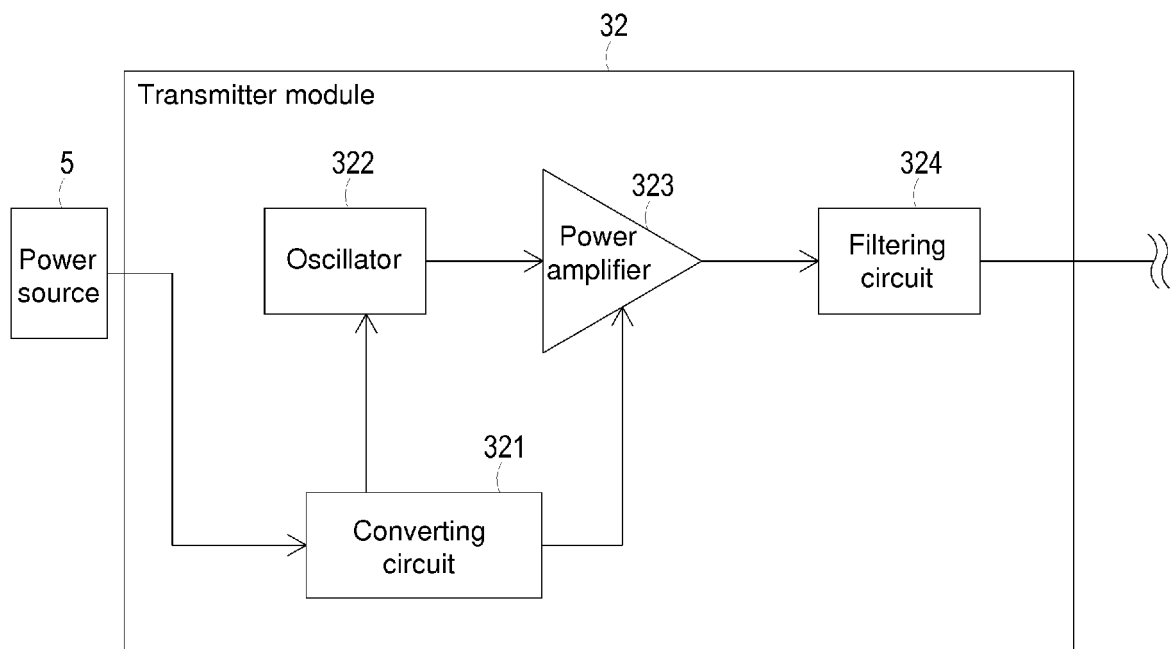 32
Transmitter module
5
322
323
324
Power
source
Oscillator
Power
amplifier
Filtering
circuit
321
Converting
circuit